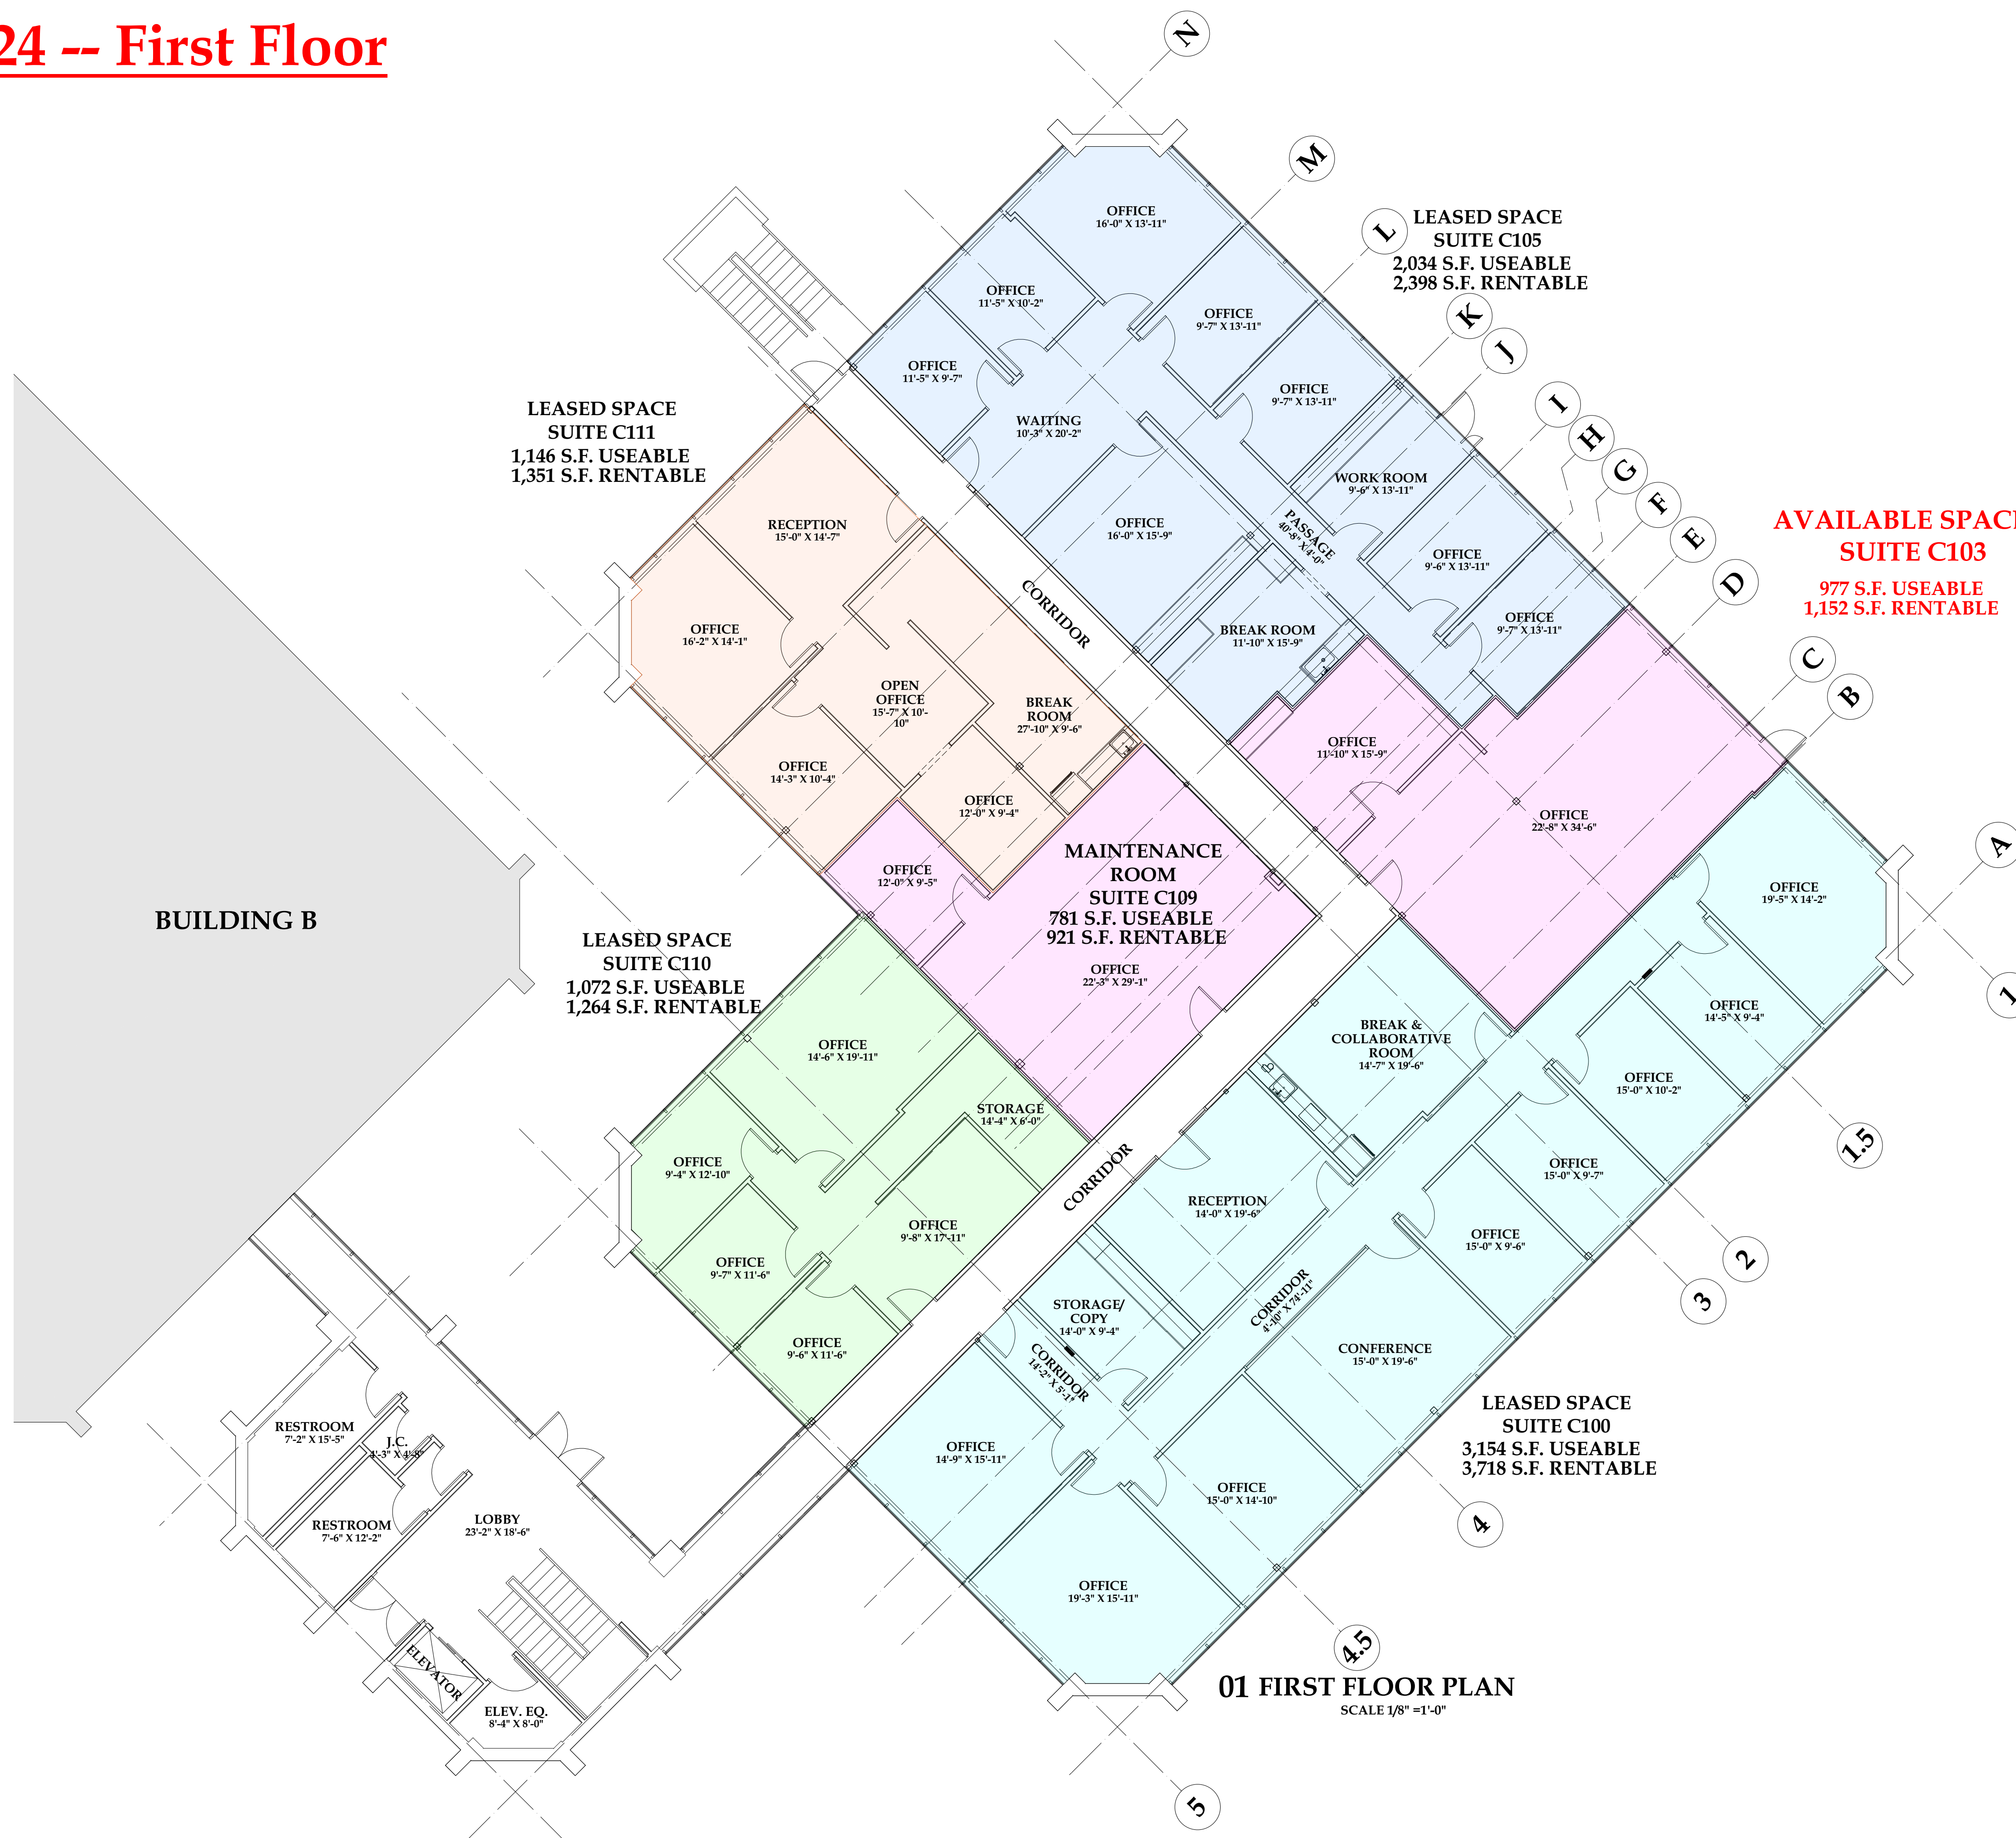 24 -- First Floor
N
M
L
K
J
I
H
G
F
E
D
C
B
A
1
1.5
2
3
4
4.5
5
LEASED SPACE
SUITE C105
2,034 S.F. USEABLE
2,398 S.F. RENTABLE
OFFICE
16'-0" X 13'-11"
OFFICE
11'-5" X 10'-2"
OFFICE
9'-7" X 13'-11"
OFFICE
11'-5" X 9'-7"
OFFICE
9'-7" X 13'-11"
WAITING
10'-3" X 20'-2"
WORK ROOM
9'-6" X 13'-11"
OFFICE
16'-0" X 15'-9"
PASSAGE
40'-8" X 4'-0"
OFFICE
9'-6" X 13'-11"
BREAK ROOM
11'-10" X 15'-9"
OFFICE
9'-7" X 13'-11"
LEASED SPACE
SUITE C111
1,146 S.F. USEABLE
1,351 S.F. RENTABLE
RECEPTION
15'-0" X 14'-7"
OFFICE
16'-2" X 14'-1"
OPEN
OFFICE
15'-7" X 10'-
10"
BREAK
ROOM
27'-10" X 9'-6"
OFFICE
14'-3" X 10'-4"
OFFICE
12'-0" X 9'-4"
CORRIDOR
AVAILABLE SPAC
SUITE C103
977 S.F. USEABLE
1,152 S.F. RENTABLE
OFFICE
11'-10" X 15'-9"
OFFICE
22'-8" X 34'-6"
MAINTENANCE
ROOM
SUITE C109
781 S.F. USEABLE
921 S.F. RENTABLE
OFFICE
12'-0" X 9'-5"
OFFICE
22'-3" X 29'-1"
BUILDING B
LEASED SPACE
SUITE C110
1,072 S.F. USEABLE
1,264 S.F. RENTABLE
OFFICE
14'-6" X 19'-11"
STORAGE
14'-4" X 6'-0"
OFFICE
9'-4" X 12'-10"
OFFICE
9'-8" X 17'-11"
OFFICE
9'-7" X 11'-6"
OFFICE
9'-6" X 11'-6"
CORRIDOR
OFFICE
19'-5" X 14'-2"
OFFICE
14'-5" X 9'-4"
BREAK &
COLLABORATIVE
ROOM
14'-7" X 19'-6"
OFFICE
15'-0" X 10'-2"
OFFICE
15'-0" X 9'-7"
RECEPTION
14'-0" X 19'-6"
OFFICE
15'-0" X 9'-6"
CORRIDOR
4'-10" X 74'-11"
STORAGE/
COPY
14'-0" X 9'-4"
CONFERENCE
15'-0" X 19'-6"
CORRIDOR
14'-2" X 5'-1"
OFFICE
14'-9" X 15'-11"
OFFICE
15'-0" X 14'-10"
OFFICE
19'-3" X 15'-11"
LEASED SPACE
SUITE C100
3,154 S.F. USEABLE
3,718 S.F. RENTABLE
RESTROOM
7'-2" X 15'-5"
J.C.
4'-3" X 4'-8"
RESTROOM
7'-6" X 12'-2"
LOBBY
23'-2" X 18'-6"
ELEVATOR
ELEV. EQ.
8'-4" X 8'-0"
01 FIRST FLOOR PLAN
SCALE 1/8" =1'-0"